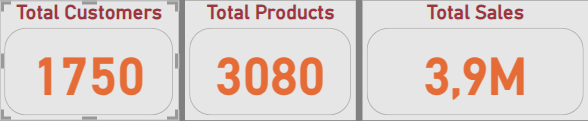 Total Customers
1750
Total Products
3080
Total Sales
3,9M